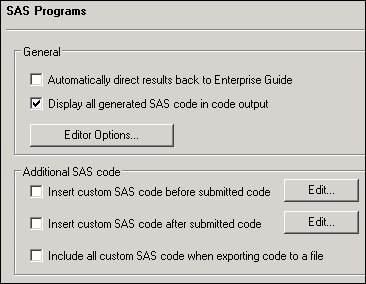 SAS Programs
General
Automatically direct results back to Enterprise Guide
Display all generated SAS code in code output
Editor Options...
Additional SAS code
Insert custom SAS code before submitted code
Edit...
Insert custom SAS code after submitted code
Edit...
Include all custom SAS code when exporting code to a file